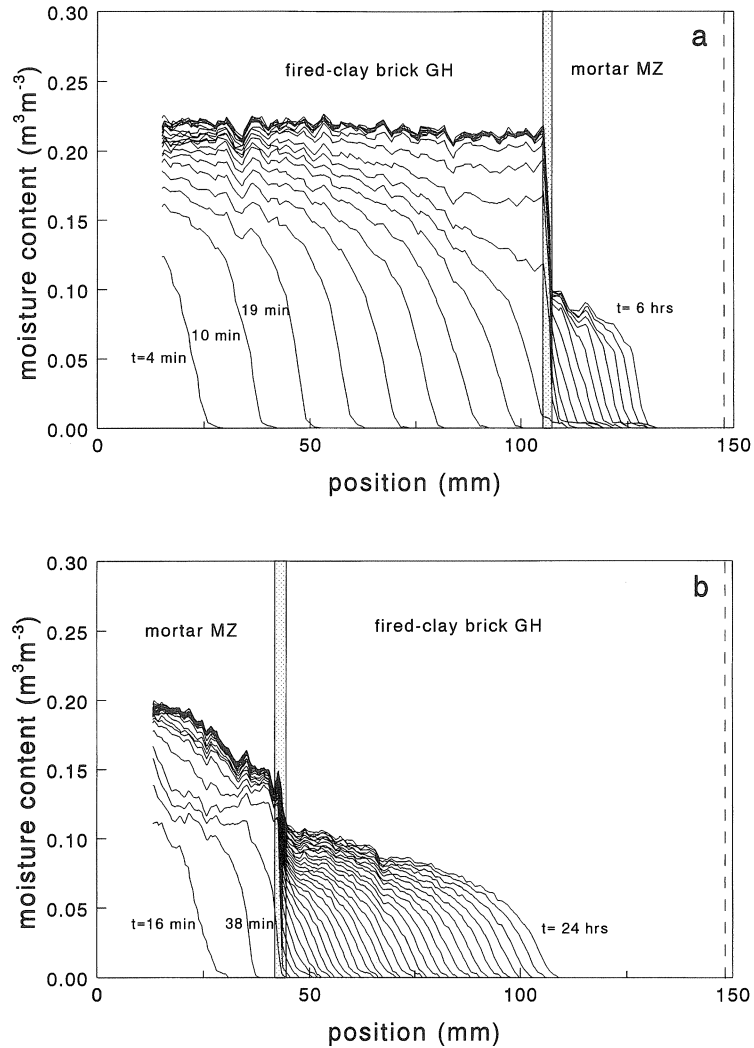 a
fired-clay brick GH
mortar MZ
moisture content (m³m⁻³)
0.30
0.25
0.20
0.15
0.10
0.05
0.00
t=4 min
10 min
19 min
t= 6 hrs
0
50
100
150
position (mm)
b
mortar MZ
fired-clay brick GH
moisture content (m³m⁻³)
0.30
0.25
0.20
0.15
0.10
0.05
0.00
t=16 min
38 min
t= 24 hrs
0
50
100
150
position (mm)